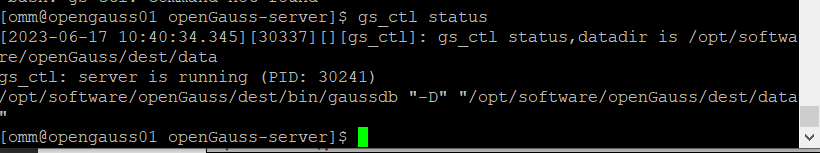 [omm@opengauss01 openGauss-server]$ gs_ctl status
[2023-06-17 10:40:34.345][30337][][gs_ctl]: gs_ctl status,datadir is /opt/softwa
re/openGauss/dest/data
gs_ctl: server is running (PID: 30241)
/opt/software/openGauss/dest/bin/gaussdb "-D" "/opt/software/openGauss/dest/data
"
[omm@opengauss01 openGauss-server]$